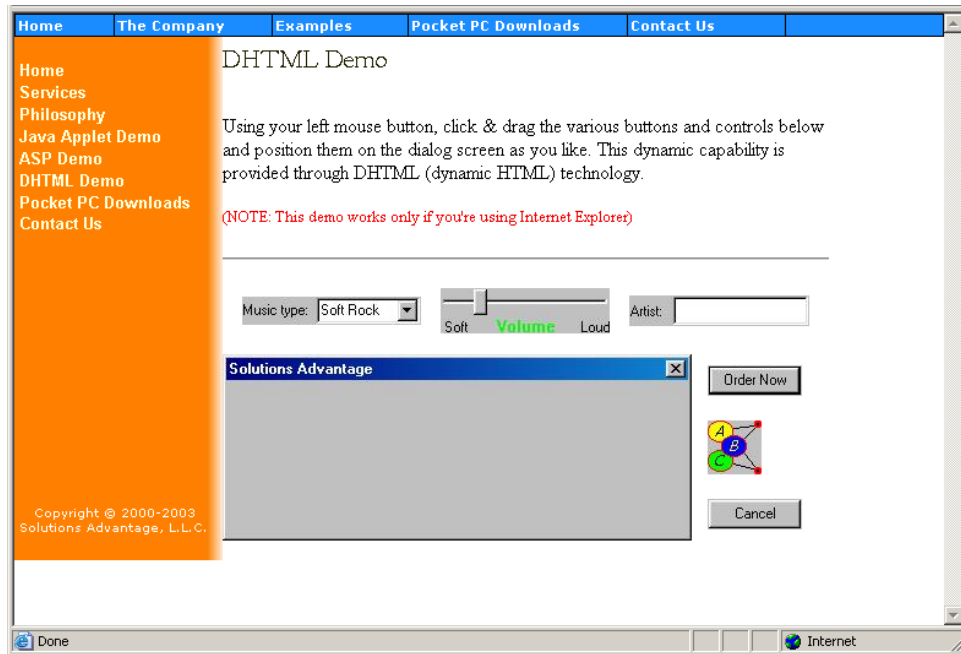 Home The Company Examples Pocket PC Downloads Contact Us
Home
Services
Philosophy
Java Applet Demo
ASP Demo
DHTML Demo
Pocket PC Downloads
Contact Us
DHTML Demo
Using your left mouse button, click & drag the various buttons and controls below
and position them on the dialog screen as you like. This dynamic capability is
provided through DHTML (dynamic HTML) technology.
(NOTE: This demo works only if you're using Internet Explorer)
Music type: Soft Rock
Soft Volume Loud
Artist:
Solutions Advantage
Order Now
A
B
C
Cancel
Copyright © 2000-2003
Solutions Advantage, L.L.C.
Done Internet